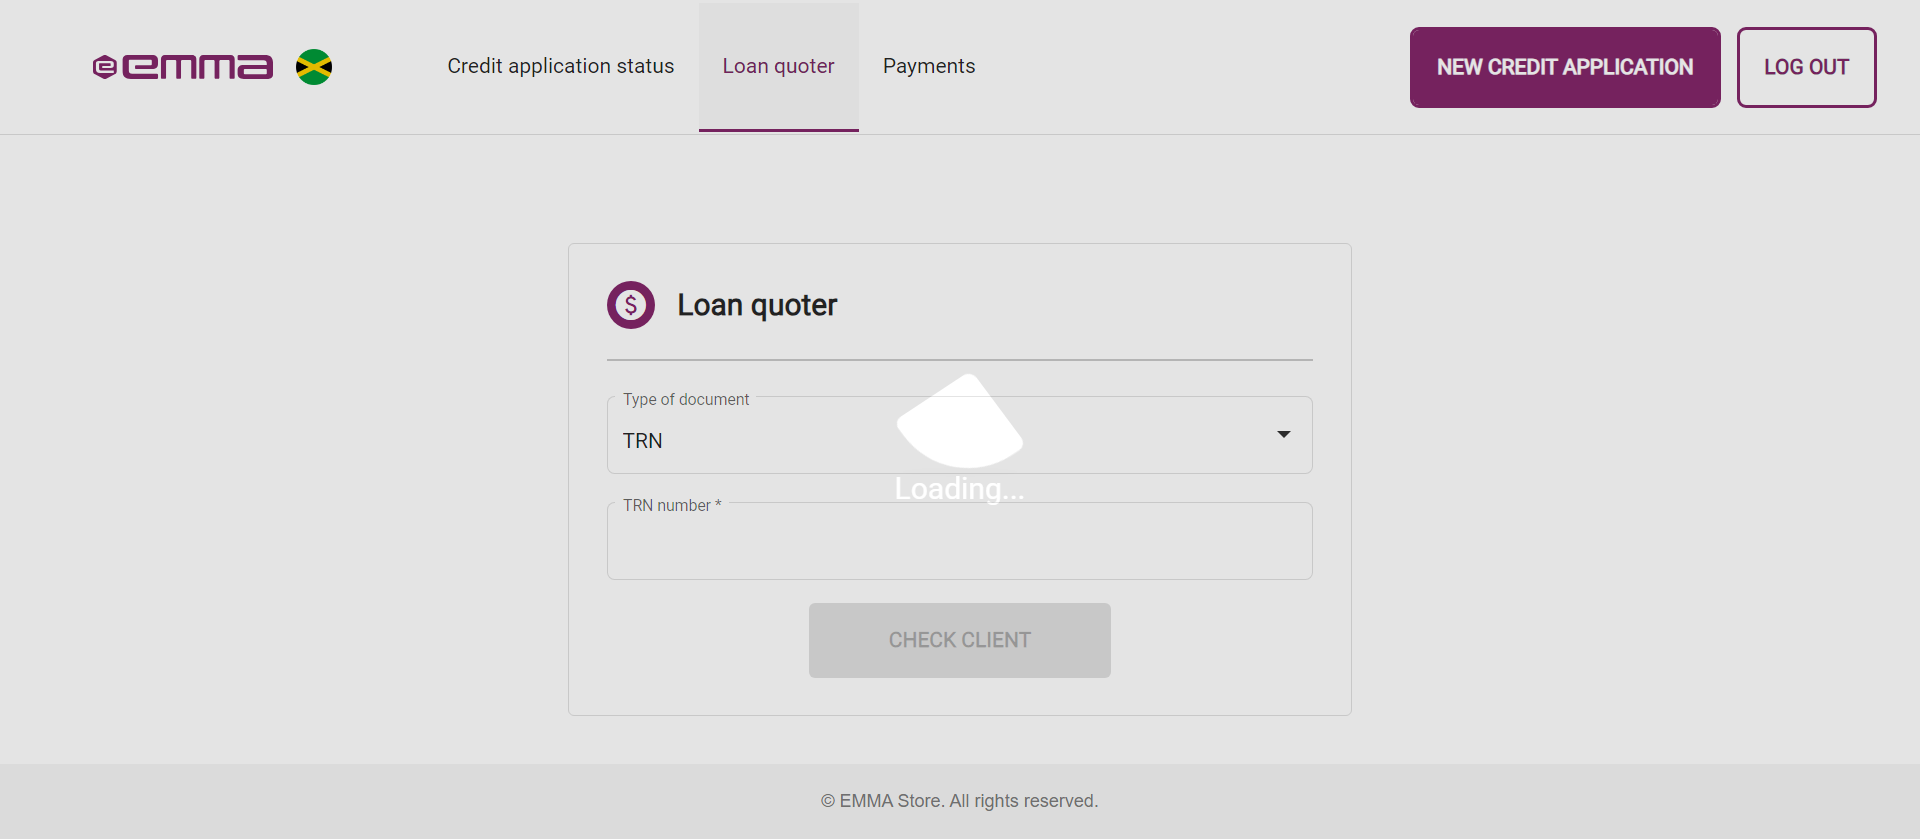 emma
Credit application status
Loan quoter
Payments
NEW CREDIT APPLICATION
LOG OUT
$ Loan quoter
Type of document
TRN
Loading...
TRN number *
CHECK CLIENT
© EMMA Store. All rights reserved.